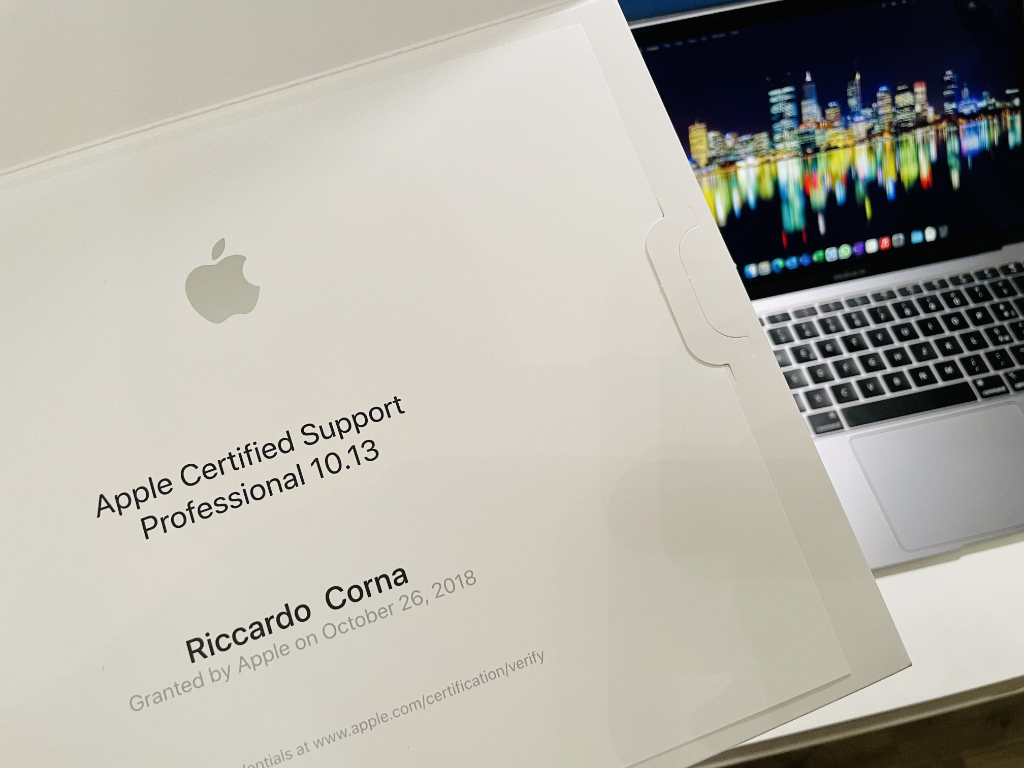 Apple Certified Support
Professional 10.13
Riccardo Corna
Granted by Apple on October 26, 2018
at www.apple.com/certification/verify